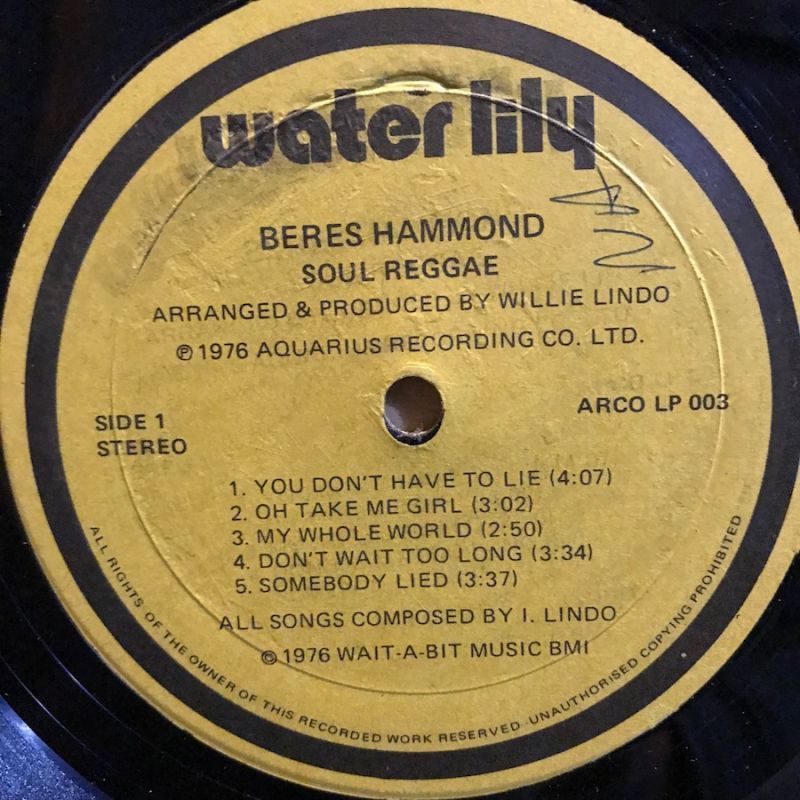 water lily
BERES HAMMOND
SOUL REGGAE
ARRANGED & PRODUCED BY WILLIE LINDO
℗ 1976 AQUARIUS RECORDING CO. LTD.
SIDE 1
STEREO
ARCO LP 003
1. YOU DON'T HAVE TO LIE (4:07)
2. OH TAKE ME GIRL (3:02)
3. MY WHOLE WORLD (2:50)
4. DON'T WAIT TOO LONG (3:34)
5. SOMEBODY LIED (3:37)
ALL SONGS COMPOSED BY I. LINDO
© 1976 WAIT-A-BIT MUSIC BMI
ALL RIGHTS OF THE OWNER OF THIS RECORDED WORK RESERVED · UNAUTHORISED COPYING PROHIBITED